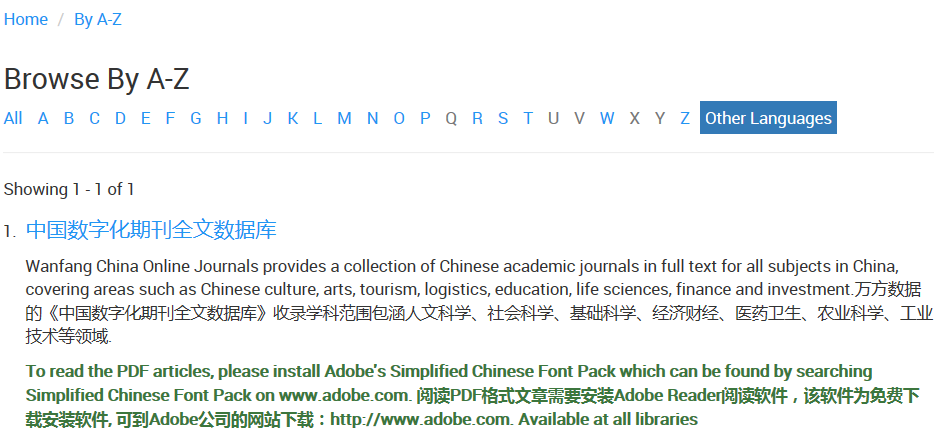 Home / By A-Z
Browse By A-Z
All A B C D E F G H I J K L M N O P Q R S T U V W X Y Z Other Languages
Showing 1 - 1 of 1
1. 中国数字化期刊全文数据库
Wanfang China Online Journals provides a collection of Chinese academic journals in full text for all subjects in China,
covering areas such as Chinese culture, arts, tourism, logistics, education, life sciences, finance and investment.万方数据
的《中国数字化期刊全文数据库》收录学科范围包涵人文科学、社会科学、基础科学、经济财经、医药卫生、农业科学、工业
技术等领域.
To read the PDF articles, please install Adobe's Simplified Chinese Font Pack which can be found by searching
Simplified Chinese Font Pack on www.adobe.com. 阅读PDF格式文章需要安装Adobe Reader阅读软件，该软件为免费下
载安装软件, 可到Adobe公司的网站下载：http://www.adobe.com. Available at all libraries